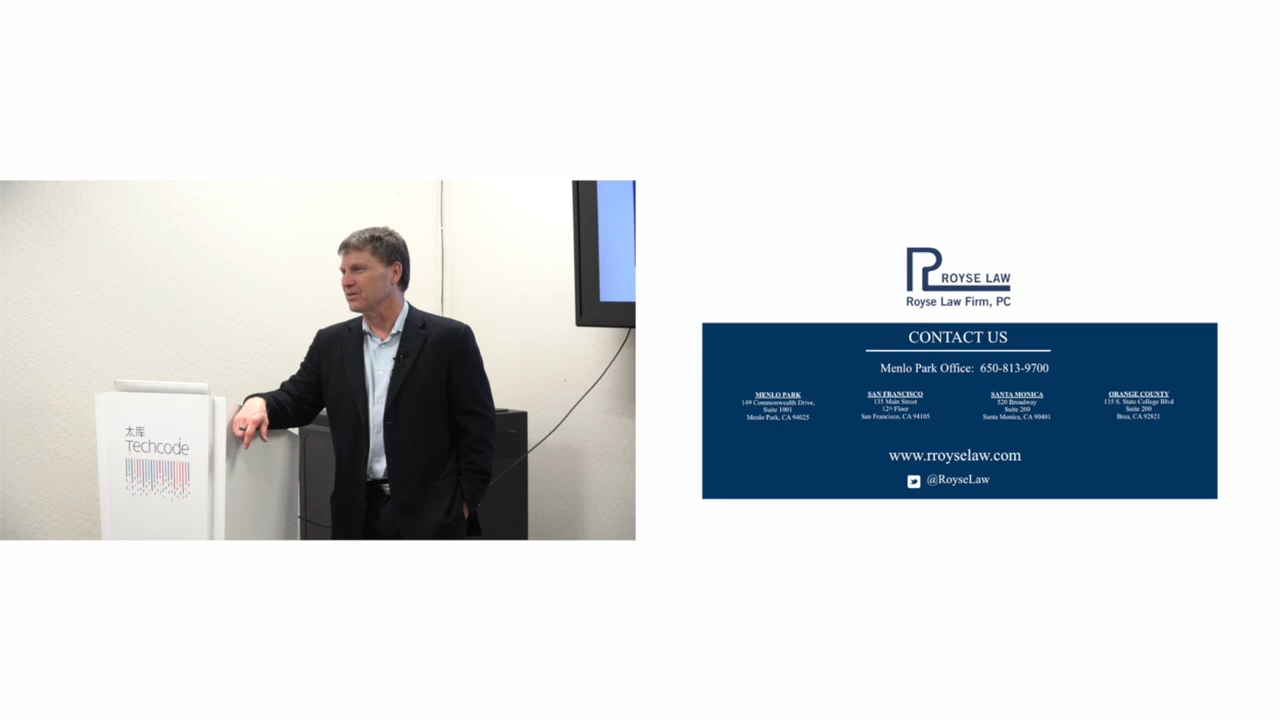 太库
Techcode
ROYSE LAW
Royse Law Firm, PC
CONTACT US
Menlo Park Office: 650-813-9700
MENLO PARK
149 Commonwealth Drive,
Suite 1001
Menlo Park, CA 94025
SAN FRANCISCO
135 Main Street
12th Floor
San Francisco, CA 94105
SANTA MONICA
520 Broadway
Suite 200
Santa Monica, CA 90401
ORANGE COUNTY
135 S. State College Blvd
Suite 200
Brea, CA 92821
www.rroyselaw.com
@RoyseLaw